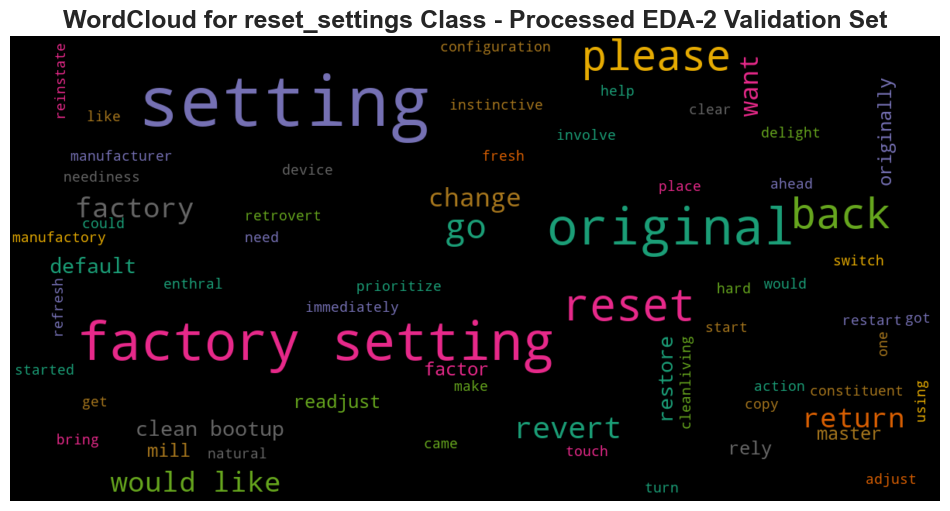 WordCloud for reset_settings Class - Processed EDA-2 Validation Set
configuration
please
reinstate
setting
want
help
originally
like
instinctive
clear
involve
delight
manufacturer
fresh
neediness
device
place
ahead
factory
change
could
retrovert
go
original
back
manufactory
need
default
switch
enthral
prioritize
hard
would
refresh
immediately
reset
restart
got
factory setting
start
one
restore
cleanliving
started
factor
make
action
constituent
using
get
readjust
copy
return
clean bootup
revert
master
bring
mill
natural
came
touch
rely
would like
turn
adjust